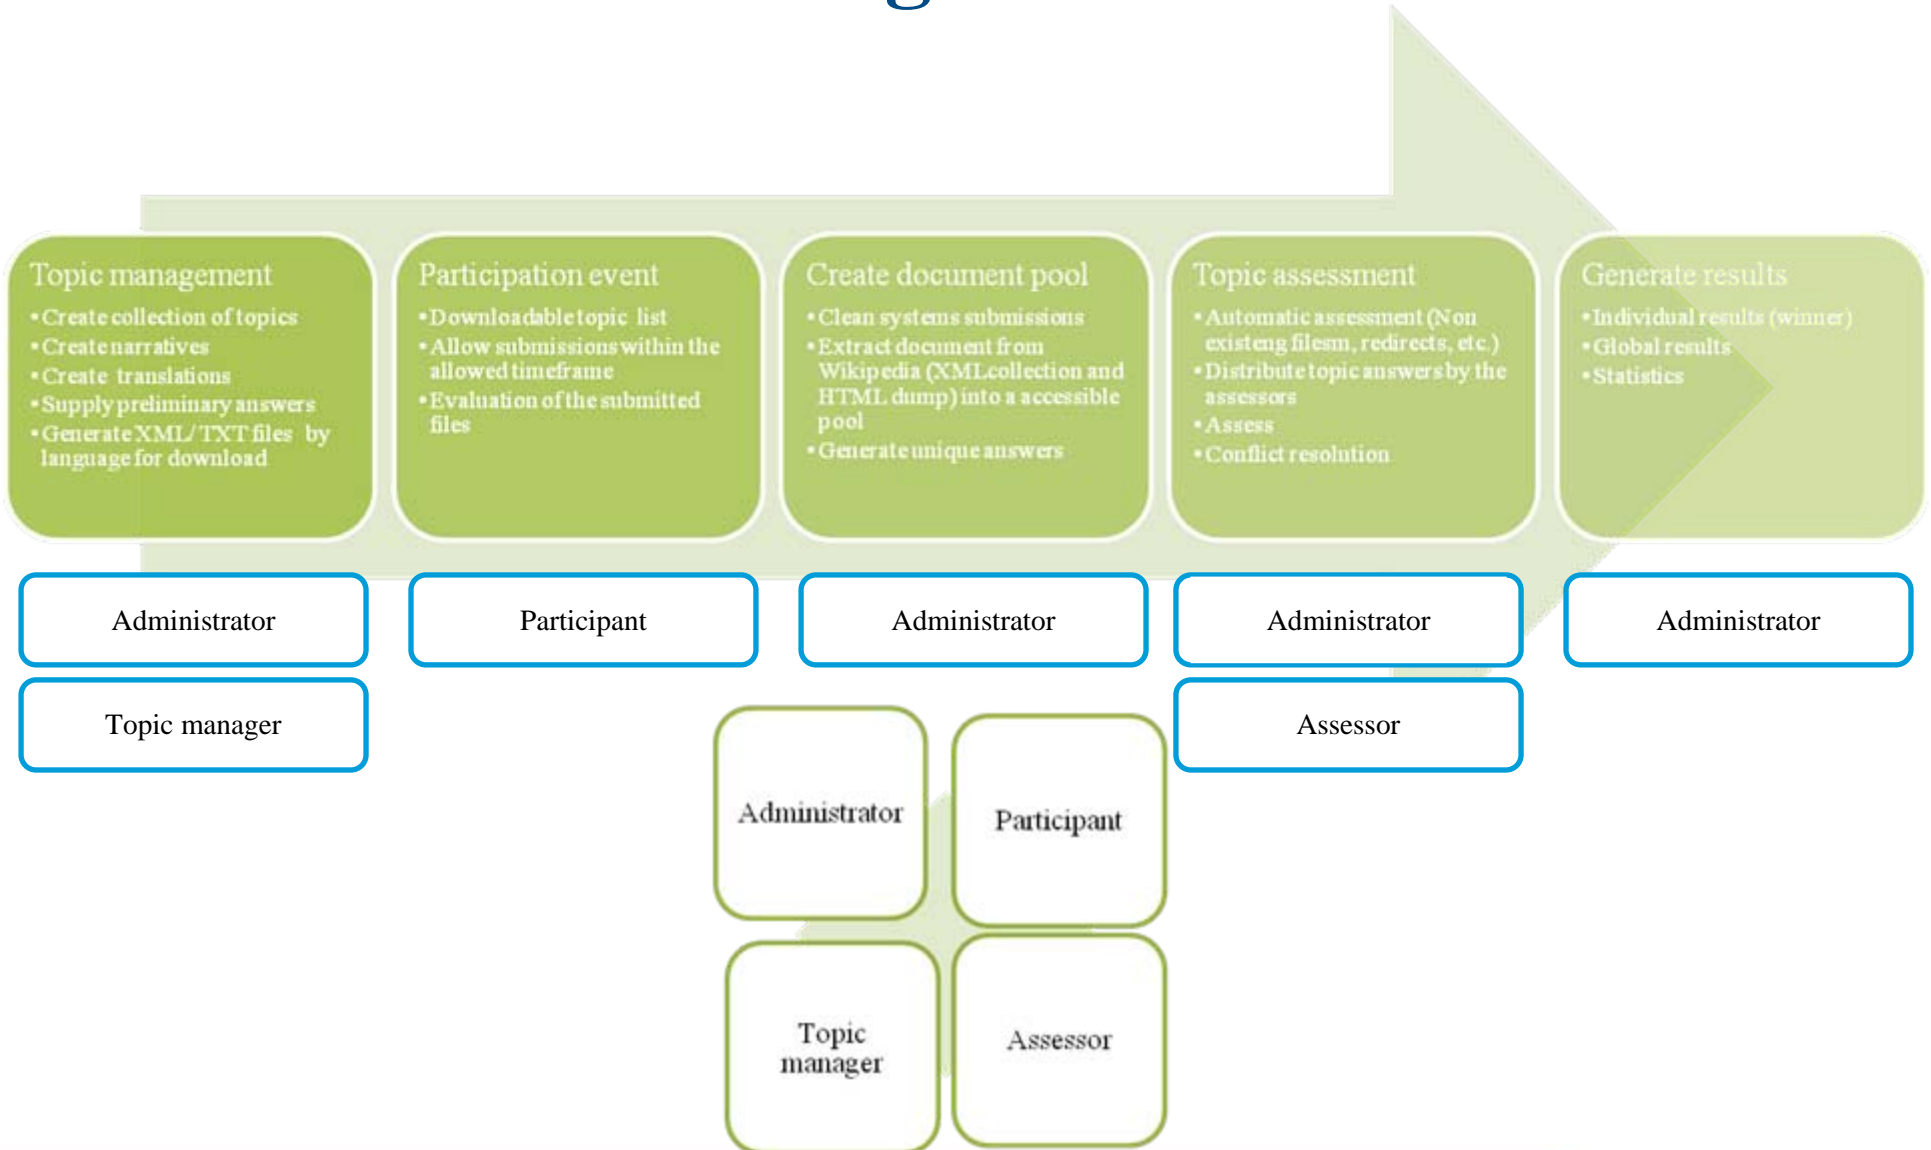 Topic management
•Create collection of topics
•Create narratives
•Create translations
•Supply preliminary answers
•Generate XML/TXT files by
language for download
Participation event
•Downloadable topic list
•Allow submissions within the
allowed timeframe
•Evaluation of the submitted
files
Create document pool
•Clean systems submissions
•Extract document from
Wikipedia (XML collection and
HTML dump) into a accessible
pool
•Generate unique answers
Topic assessment
•Automatic assessment (Non
existeng filesm, redirects, etc.)
•Distribute topic answers by the
assessors
•Assess
•Conflict resolution
Generate results
•Individual results (winner)
•Global results
•Statistics
Administrator
Participant
Administrator
Administrator
Administrator
Topic manager
Assessor
Administrator
Participant
Topic
manager
Assessor